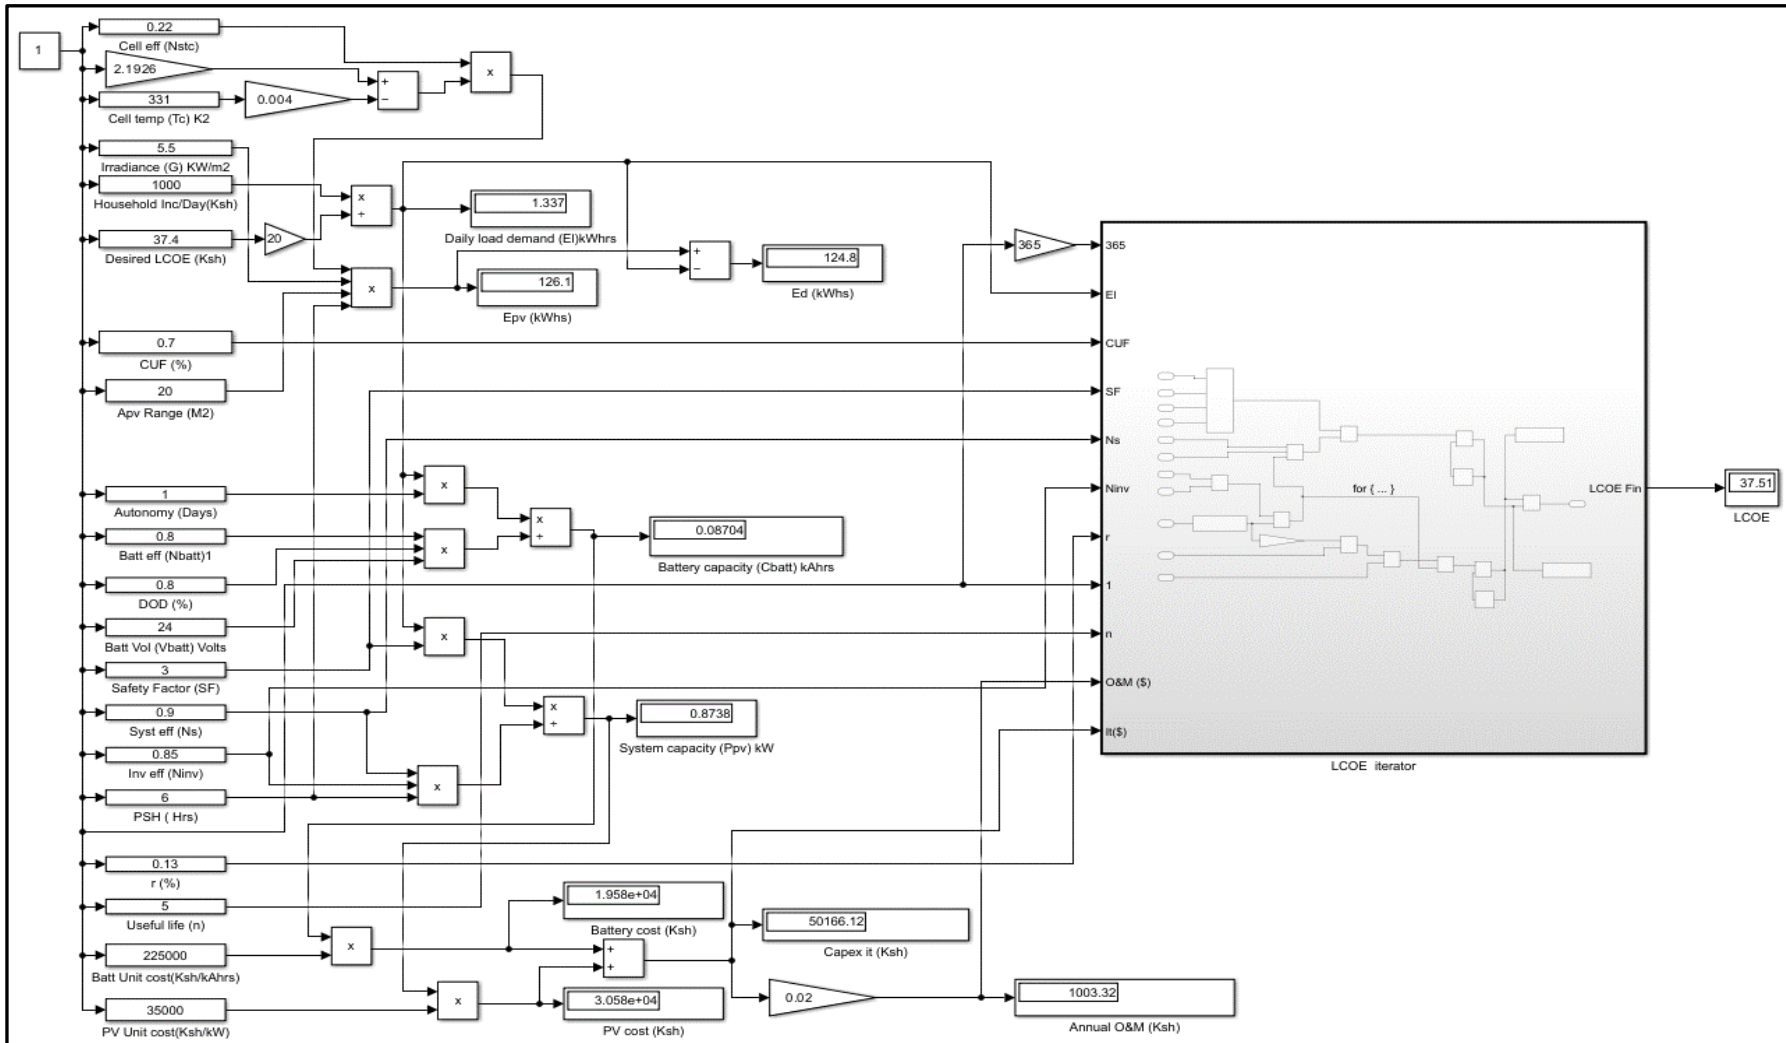 1
0.22
Cell eff (Nstc)
2.1926
+
−
x
331
0.004
Cell temp (Tc) K2
5.5
Irradiance (G) KW/m2
1000
Household Inc/Day(Ksh)
x
÷
1.337
Daily load demand (El)kWhrs
37.4
20
Desired LCOE (Ksh)
x
126.1
Epv (kWhs)
+
−
124.8
Ed (kWhs)
365
365
El
CUF
SF
Ns
Ninv
r
1
n
O&M ($)
It($)
for { ... }
LCOE Fin
LCOE iterator
37.51
LCOE
0.7
CUF (%)
20
Apv Range (M2)
1
Autonomy (Days)
x
0.8
Batt eff (Nbatt)1
x
x
÷
0.08704
Battery capacity (Cbatt) kAhrs
0.8
DOD (%)
24
Batt Vol (Vbatt) Volts
x
3
Safety Factor (SF)
0.9
Syst eff (Ns)
x
÷
0.8738
System capacity (Ppv) kW
0.85
Inv eff (Ninv)
x
6
PSH ( Hrs)
0.13
r (%)
5
Useful life (n)
1.958e+04
Battery cost (Ksh)
50166.12
Capex it (Ksh)
225000
Batt Unit cost(Ksh/kAhrs)
x
+
+
35000
PV Unit cost(Ksh/kW)
x
3.058e+04
PV cost (Ksh)
0.02
1003.32
Annual O&M (Ksh)